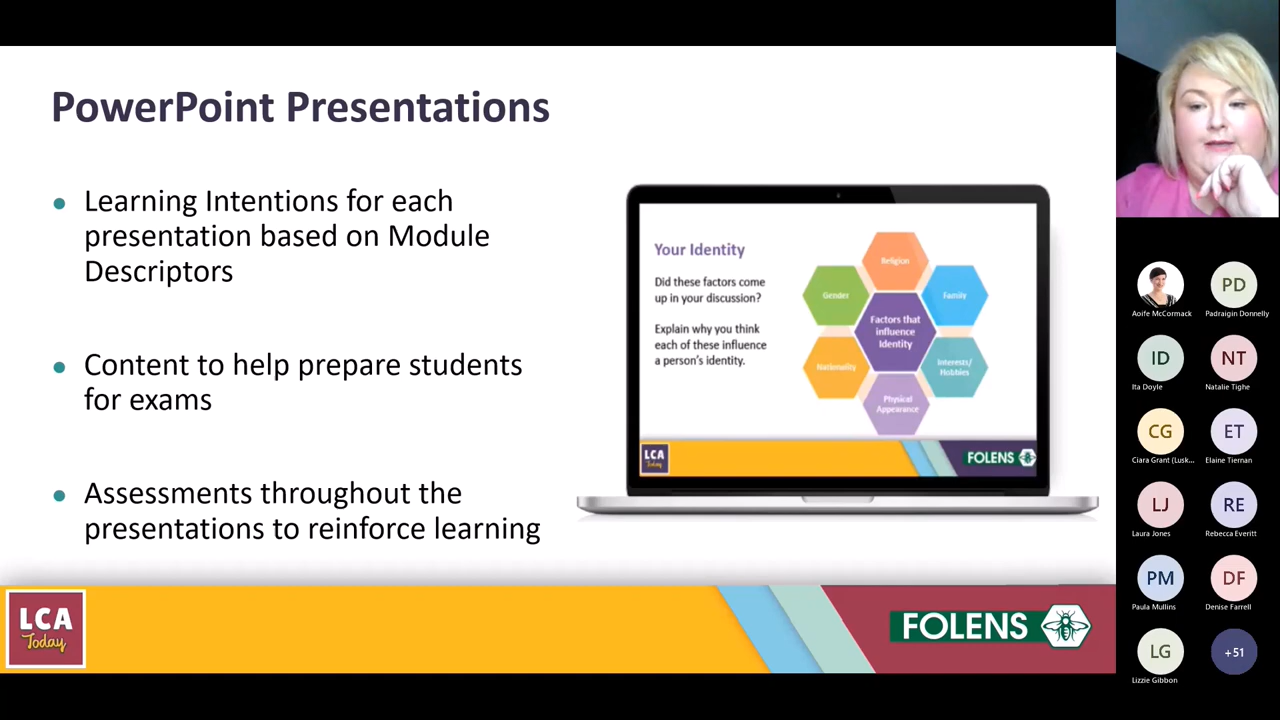 PowerPoint Presentations
Learning Intentions for each
presentation based on Module
Descriptors
Content to help prepare students
for exams
Assessments throughout the
presentations to reinforce learning
Your Identity
Did these factors come
up in your discussion?
Explain why you think
each of these influence
a person's identity.
Religion
Gender
Family
Factors that
influence
Identity
Nationality
Interests/
Hobbies
Physical
Appearance
LCA
Today
FOLENS
LCA
Today
FOLENS
Aoife McCormack
PD
Padraigin Donnelly
ID
Ita Doyle
NT
Natalie Tighe
CG
Ciara Grant (Lusk...
ET
Elaine Tiernan
LJ
Laura Jones
RE
Rebecca Everitt
PM
Paula Mullins
DF
Denise Farrell
LG
Lizzie Gibbon
+51